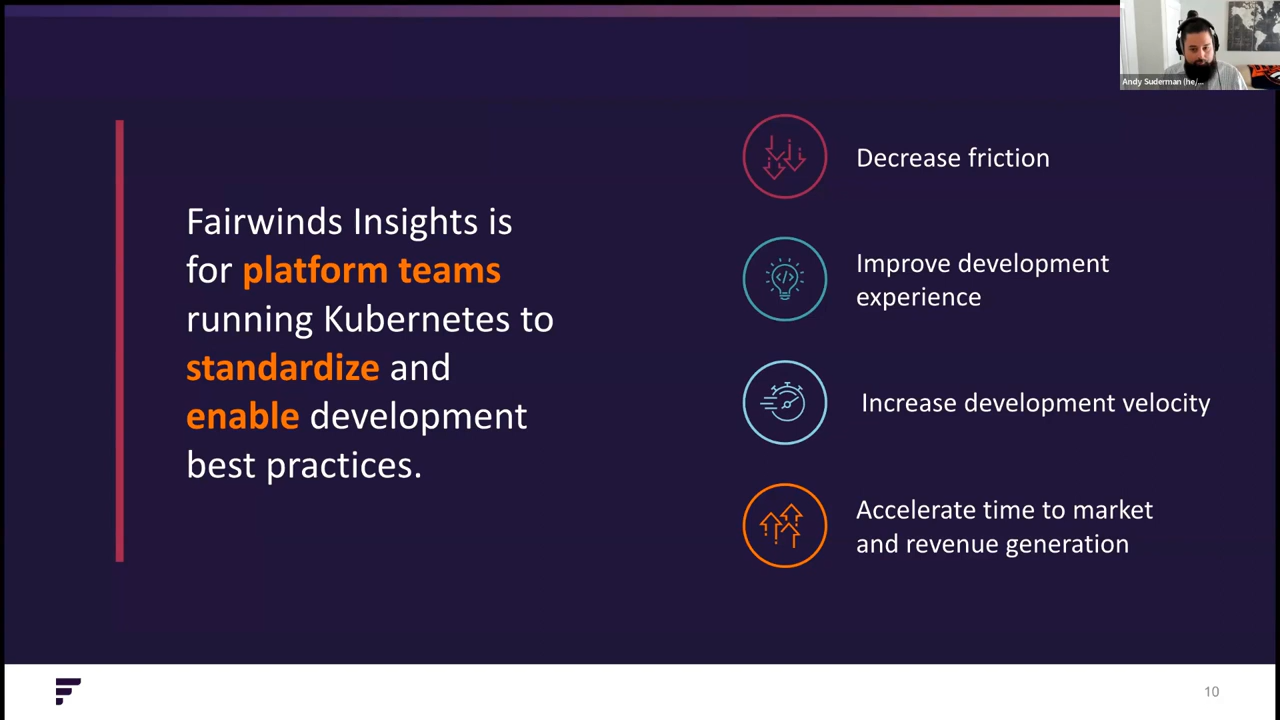 Andy Suderman (he/...
Fairwinds Insights is
for platform teams
running Kubernetes to
standardize and
enable development
best practices.
Decrease friction
Improve development
experience
Increase development velocity
Accelerate time to market
and revenue generation
10